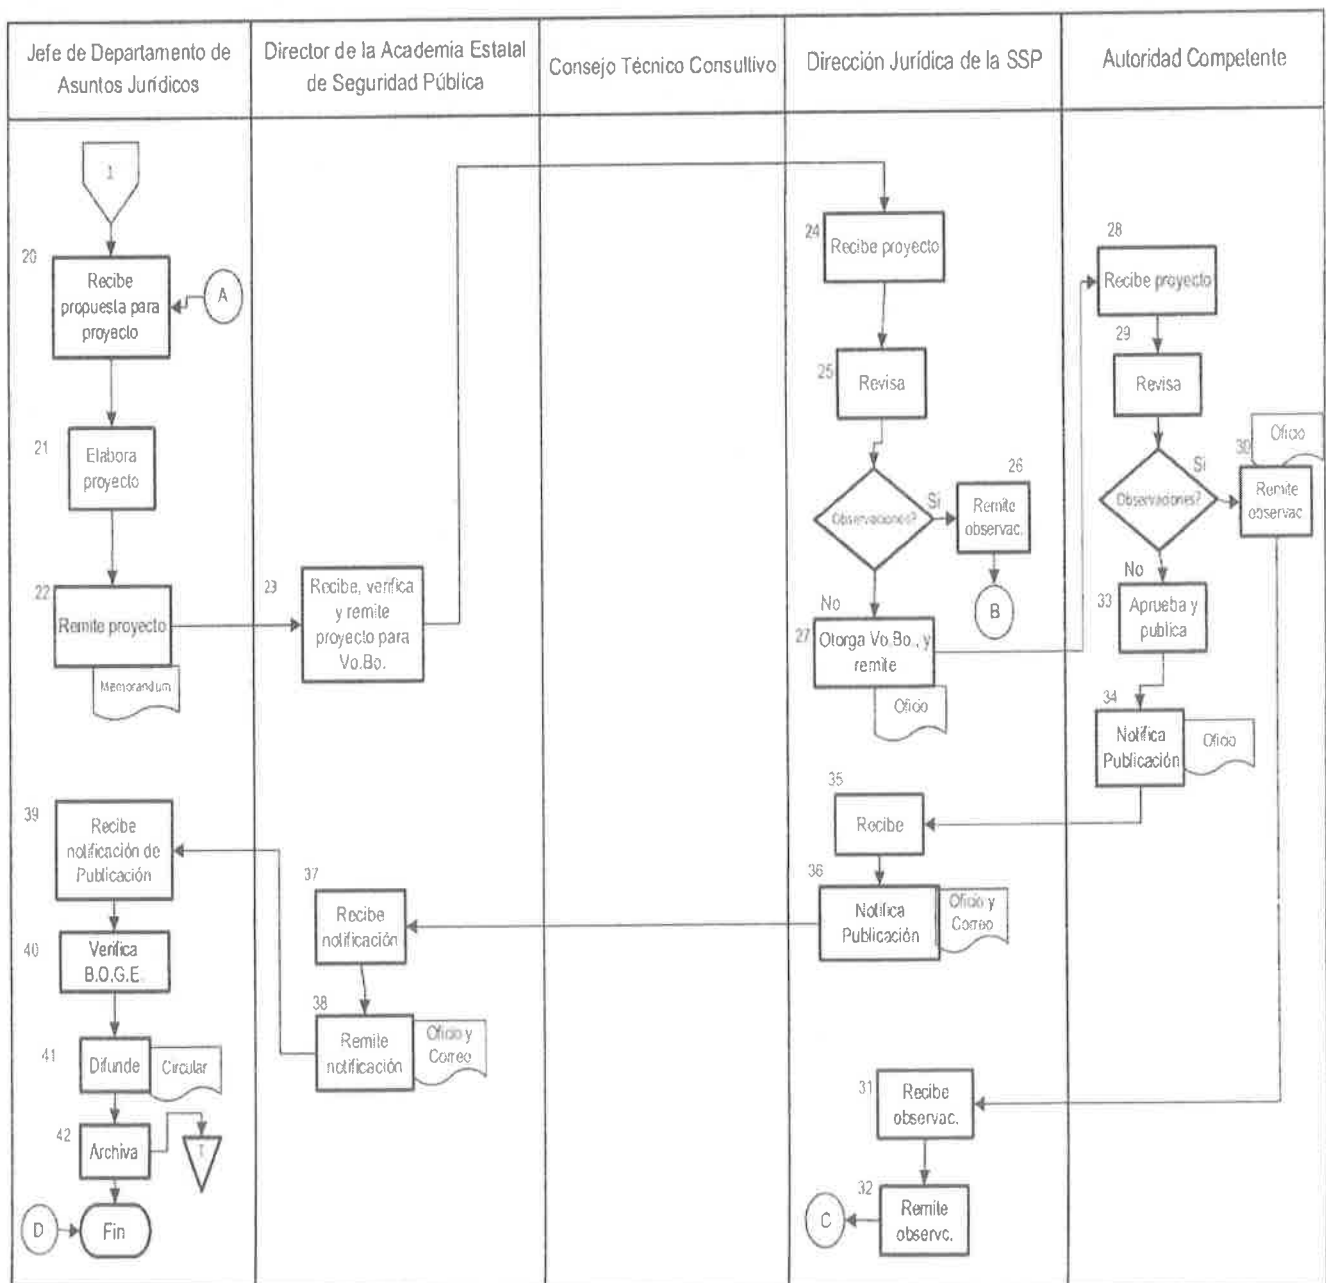 Jefe de Departamento de
Asuntos Jurídicos
Director de la Academia Estatal
de Seguridad Pública
Consejo Técnico Consultivo
Dirección Jurídica de la SSP
Autoridad Competente
1
20
Recibe
propuesta para
proyecto
A
21
Elabora
proyecto
22
Remite proyecto
Memorandum
23
Recibe, verifica
y remite
proyecto para
Vo.Bo.
24
Recibe proyecto
25
Revisa
Observaciones?
Si
26
Remite
observac.
B
No
27
Otorga Vo.Bo., y
remite
Oficio
28
Recibe proyecto
29
Revisa
Observaciones?
Si
30
Oficio
Remite
observac
No
33
Aprueba y
publica
34
Notifica
Publicación
Oficio
35
Recibe
36
Notifica
Publicación
Oficio y
Correo
37
Recibe
notificación
38
Remite
notificación
Oficio y
Correo
39
Recibe
notificación de
Publicación
40
Verifica
B.O.G.E.
41
Difunde
Circular
42
Archiva
T
D
Fin
31
Recibe
observac.
32
Remite
observc.
C